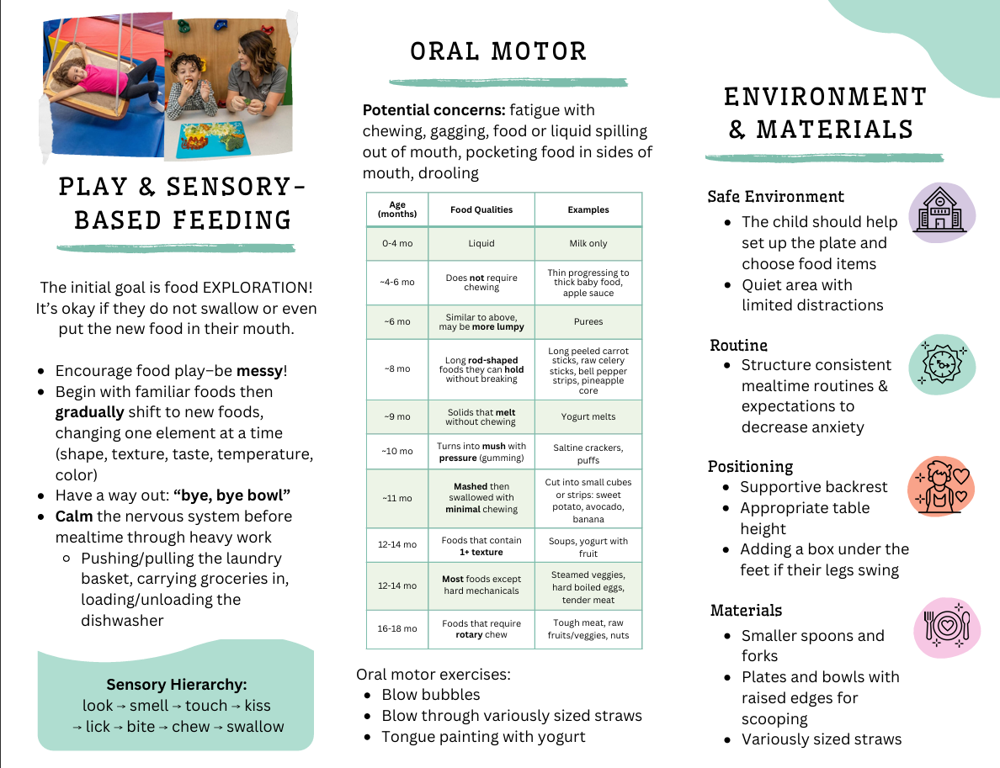 PLAY & SENSORY-
BASED FEEDING
The initial goal is food EXPLORATION!
It’s okay if they do not swallow or even
put the new food in their mouth.
• Encourage food play–be messy!
• Begin with familiar foods then
gradually shift to new foods,
changing one element at a time
(shape, texture, taste, temperature,
color)
• Have a way out: “bye, bye bowl”
• Calm the nervous system before
mealtime through heavy work
◦ Pushing/pulling the laundry
basket, carrying groceries in,
loading/unloading the
dishwasher
Sensory Hierarchy:
look → smell → touch → kiss
→ lick → bite → chew → swallow
ORAL MOTOR
Potential concerns: fatigue with
chewing, gagging, food or liquid spilling
out of mouth, pocketing food in sides of
mouth, drooling
Age
(months)
Food Qualities
Examples
0-4 mo
Liquid
Milk only
~4-6 mo
Does not require
chewing
Thin progressing to
thick baby food,
apple sauce
~6 mo
Similar to above,
may be more lumpy
Purees
~8 mo
Long rod-shaped
foods they can hold
without breaking
Long peeled carrot
sticks, raw celery
sticks, bell pepper
strips, pineapple
core
~9 mo
Solids that melt
without chewing
Yogurt melts
~10 mo
Turns into mush with
pressure (gumming)
Saltine crackers,
puffs
~11 mo
Mashed then
swallowed with
minimal chewing
Cut into small cubes
or strips: sweet
potato, avocado,
banana
12-14 mo
Foods that contain
1+ texture
Soups, yogurt with
fruit
12-14 mo
Most foods except
hard mechanicals
Steamed veggies,
hard boiled eggs,
tender meat
16-18 mo
Foods that require
rotary chew
Tough meat, raw
fruits/veggies, nuts
Oral motor exercises:
• Blow bubbles
• Blow through variously sized straws
• Tongue painting with yogurt
ENVIRONMENT
& MATERIALS
Safe Environment
• The child should help
set up the plate and
choose food items
• Quiet area with
limited distractions
Routine
• Structure consistent
mealtime routines &
expectations to
decrease anxiety
Positioning
• Supportive backrest
• Appropriate table
height
• Adding a box under the
feet if their legs swing
Materials
• Smaller spoons and
forks
• Plates and bowls with
raised edges for
scooping
• Variously sized straws